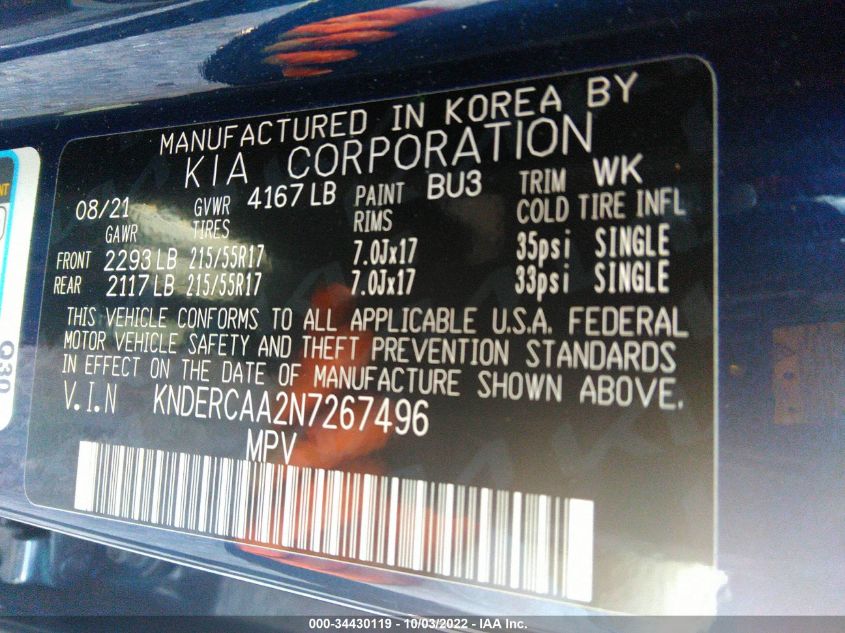 MANUFACTURED IN KOREA BY
KIA CORPORATION
08/21 GVWR 4167 LB PAINT BU3 TRIM WK
GAWR TIRES RIMS COLD TIRE INFL
FRONT 2293 LB 215/55R17 7.0Jx17 35psi SINGLE
REAR 2117 LB 215/55R17 7.0Jx17 33psi SINGLE
THIS VEHICLE CONFORMS TO ALL APPLICABLE U.S.A. FEDERAL
MOTOR VEHICLE SAFETY AND THEFT PREVENTION STANDARDS
IN EFFECT ON THE DATE OF MANUFACTURE SHOWN ABOVE.
V.I.N KNDERCAA2N7267496
MPV
Q30
000-34430119 - 10/03/2022 - IAA Inc.